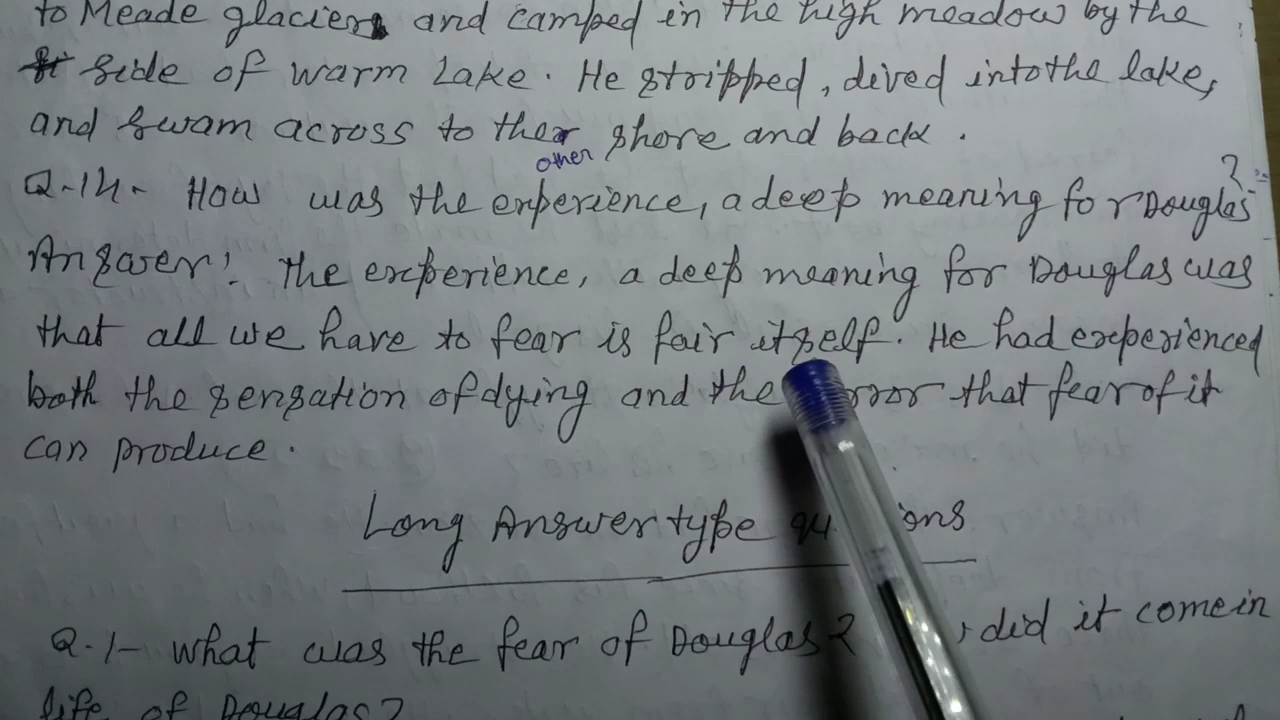 to Meade glacier and camped in the high meadow by the
side of warm Lake. He stripped, dived into the lake,
and swam across to the other shore and back.
Q.14- How was the experience, a deep meaning for Douglas?
Answer: The experience, a deep meaning for Douglas was
that all we have to fear is fair itself. He had experienced
both the sensation of dying and the that fear of it
can produce.
Long Answer type
Q.1- What was the fear of Douglas? did it come in
life of Douglas?